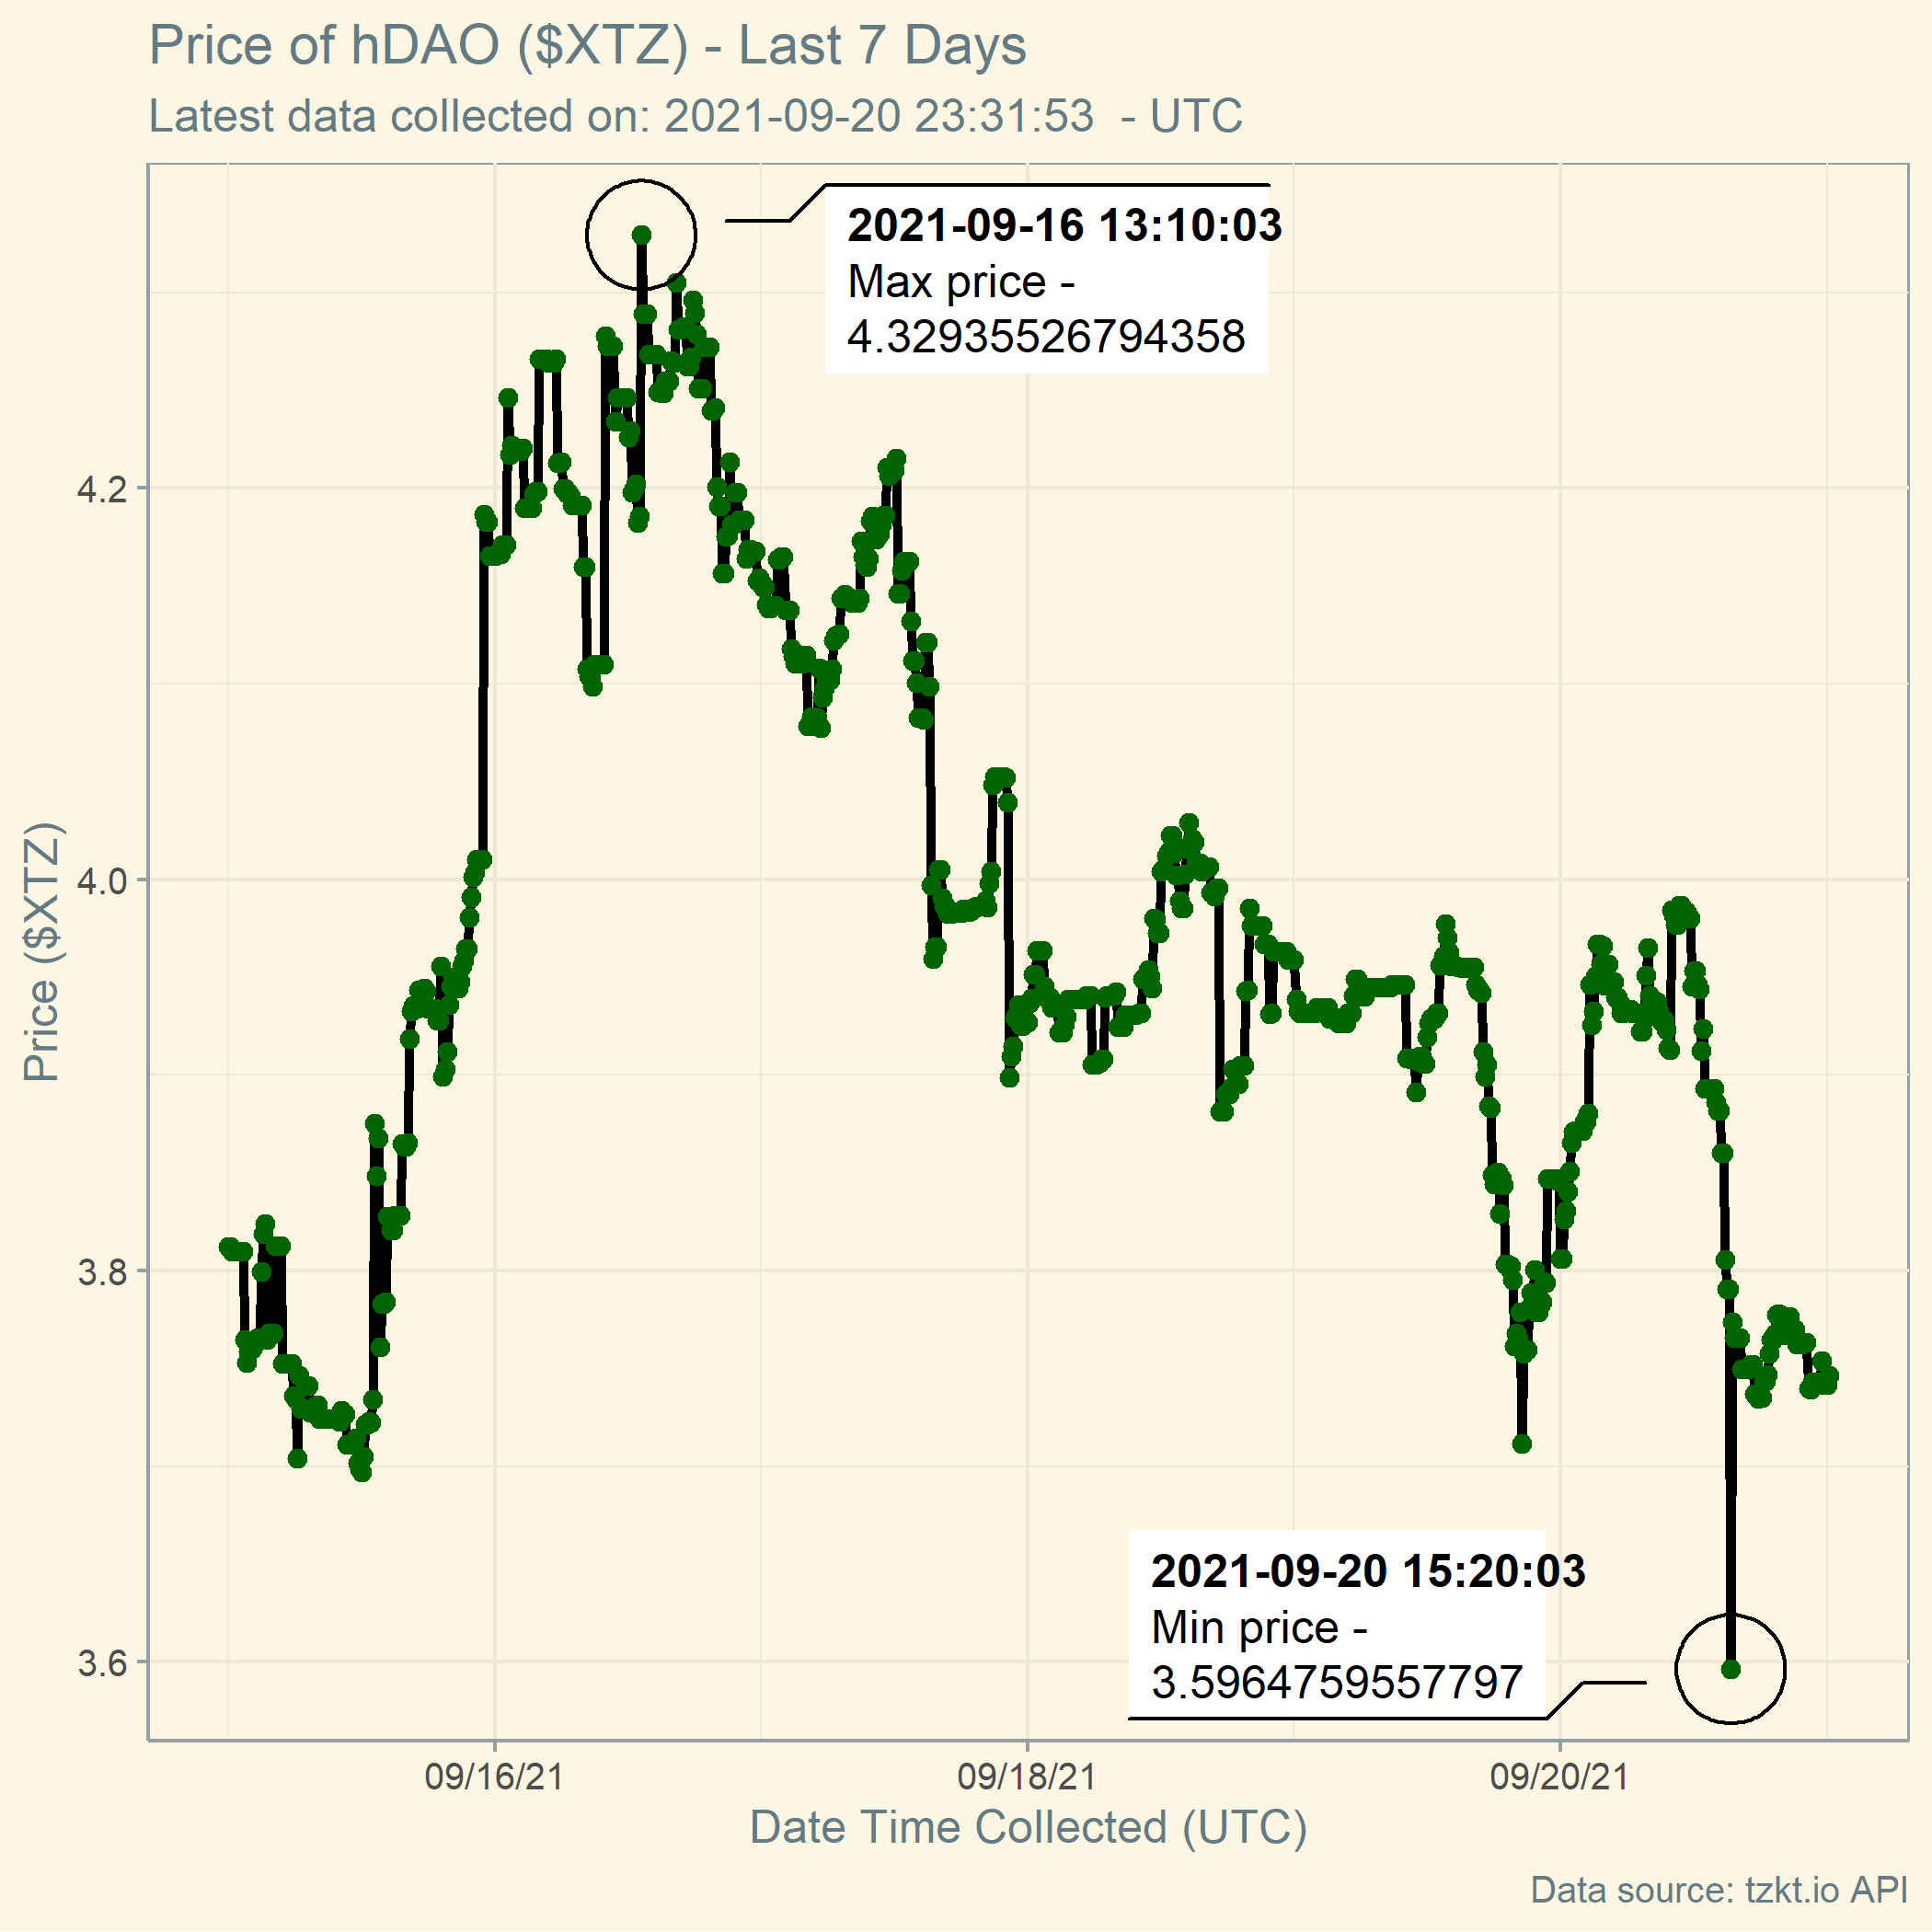 Price of hDAO ($XTZ) - Last 7 Days
Latest data collected on: 2021-09-20 23:31:53  - UTC
2021-09-16 13:10:03
Max price -
4.32935526794358
4.2
4.0
3.8
3.6
Price ($XTZ)
2021-09-20 15:20:03
Min price -
3.5964759557797
09/16/21
09/18/21
09/20/21
Date Time Collected (UTC)
Data source: tzkt.io API